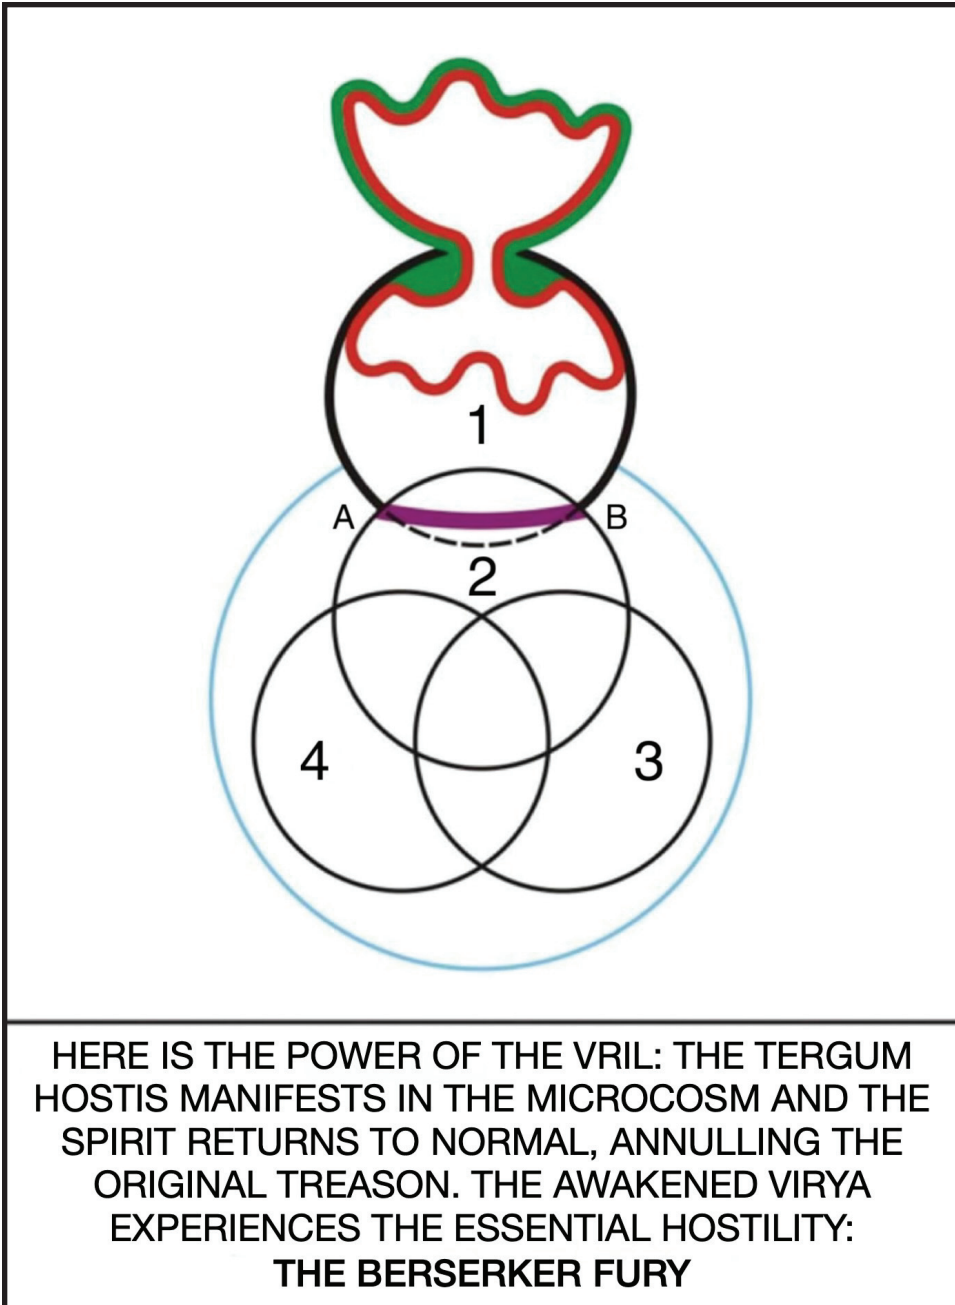 1
A
B
2
4
3
HERE IS THE POWER OF THE VRIL: THE TERGUM
HOSTIS MANIFESTS IN THE MICROCOSM AND THE
SPIRIT RETURNS TO NORMAL, ANNULLING THE
ORIGINAL TREASON. THE AWAKENED VIRYA
EXPERIENCES THE ESSENTIAL HOSTILITY:
THE BERSERKER FURY